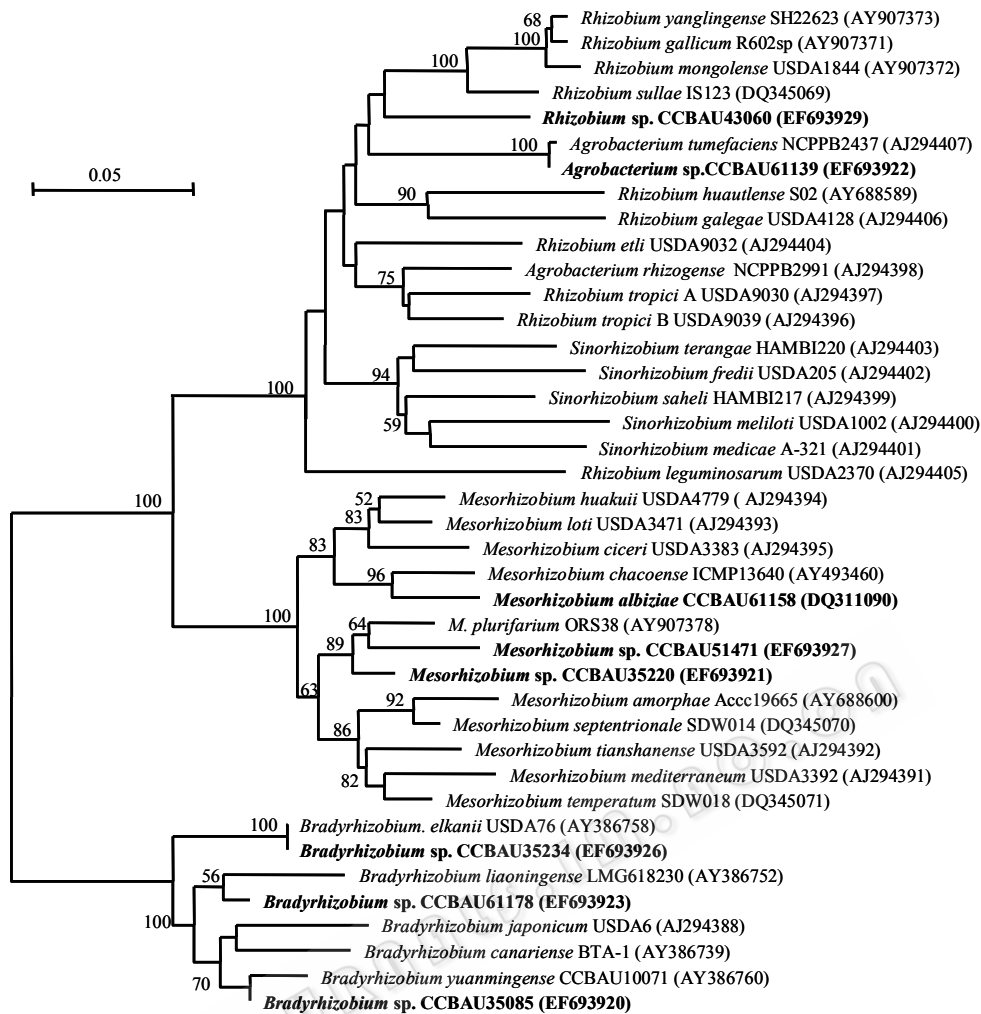 68 Rhizobium yanglingense SH22623 (AY907373)
100 Rhizobium gallicum R602sp (AY907371)
Rhizobium mongolense USDA1844 (AY907372)
100
Rhizobium sullae IS123 (DQ345069)
Rhizobium sp. CCBAU43060 (EF693929)
100 Agrobacterium tumefaciens NCPPB2437 (AJ294407)
Agrobacterium sp.CCBAU61139 (EF693922)
0.05
90 Rhizobium huautlense S02 (AY688589)
Rhizobium galegae USDA4128 (AJ294406)
Rhizobium etli USDA9032 (AJ294404)
Agrobacterium rhizogense NCPPB2991 (AJ294398)
75
Rhizobium tropici A USDA9030 (AJ294397)
Rhizobium tropici B USDA9039 (AJ294396)
Sinorhizobium terangae HAMBI220 (AJ294403)
94 Sinorhizobium fredii USDA205 (AJ294402)
100
Sinorhizobium saheli HAMBI217 (AJ294399)
59 Sinorhizobium meliloti USDA1002 (AJ294400)
Sinorhizobium medicae A-321 (AJ294401)
Rhizobium leguminosarum USDA2370 (AJ294405)
100
52 Mesorhizobium huakuii USDA4779 ( AJ294394)
83 Mesorhizobium loti USDA3471 (AJ294393)
83 Mesorhizobium ciceri USDA3383 (AJ294395)
96 Mesorhizobium chacoense ICMP13640 (AY493460)
Mesorhizobium albiziae CCBAU61158 (DQ311090)
100
64 M. plurifarium ORS38 (AY907378)
89 Mesorhizobium sp. CCBAU51471 (EF693927)
Mesorhizobium sp. CCBAU35220 (EF693921)
63
92 Mesorhizobium amorphae Accc19665 (AY688600)
86 Mesorhizobium septentrionale SDW014 (DQ345070)
Mesorhizobium tianshanense USDA3592 (AJ294392)
82 Mesorhizobium mediterraneum USDA3392 (AJ294391)
Mesorhizobium temperatum SDW018 (DQ345071)
100 Bradyrhizobium. elkanii USDA76 (AY386758)
Bradyrhizobium sp. CCBAU35234 (EF693926)
56 Bradyrhizobium liaoningense LMG618230 (AY386752)
Bradyrhizobium sp. CCBAU61178 (EF693923)
100 Bradyrhizobium japonicum USDA6 (AJ294388)
Bradyrhizobium canariense BTA-1 (AY386739)
70 Bradyrhizobium yuanmingense CCBAU10071 (AY386760)
Bradyrhizobium sp. CCBAU35085 (EF693920)